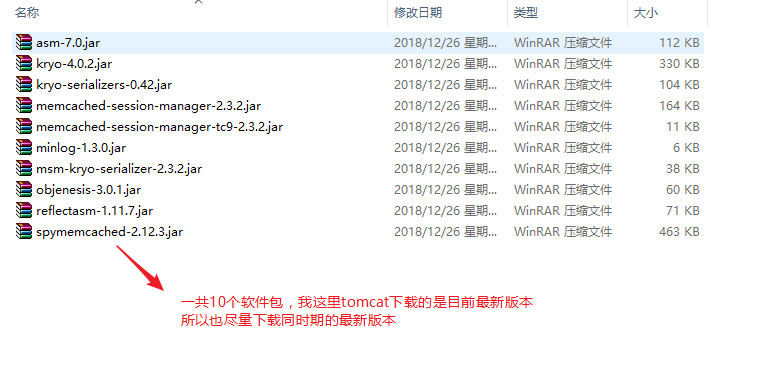 名称 修改日期 类型 大小
asm-7.0.jar 2018/12/26 星期... WinRAR 压缩文件 112 KB
kryo-4.0.2.jar 2018/12/26 星期... WinRAR 压缩文件 330 KB
kryo-serializers-0.42.jar 2018/12/26 星期... WinRAR 压缩文件 104 KB
memcached-session-manager-2.3.2.jar 2018/12/26 星期... WinRAR 压缩文件 164 KB
memcached-session-manager-tc9-2.3.2.jar 2018/12/26 星期... WinRAR 压缩文件 11 KB
minlog-1.3.0.jar 2018/12/26 星期... WinRAR 压缩文件 6 KB
msm-kryo-serializer-2.3.2.jar 2018/12/26 星期... WinRAR 压缩文件 38 KB
objenesis-3.0.1.jar 2018/12/26 星期... WinRAR 压缩文件 60 KB
reflectasm-1.11.7.jar 2018/12/26 星期... WinRAR 压缩文件 71 KB
spymemcached-2.12.3.jar 2018/12/26 星期... WinRAR 压缩文件 463 KB
一共10个软件包，我这里tomcat下载的是目前最新版本
所以也尽量下载同时期的最新版本